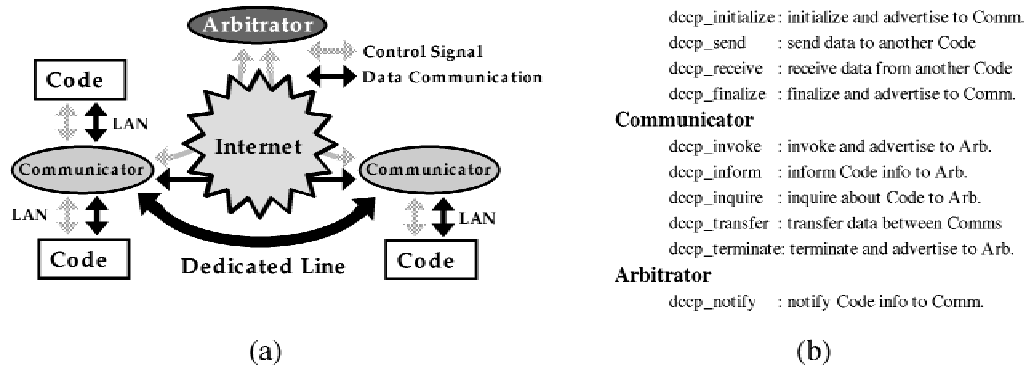 Arbitrator
Control Signal
Data Communication
Code
LAN
Internet
Communicator
Communicator
LAN
LAN
Code
Code
Dedicated Line
(a)
dccp_initialize : initialize and advertise to Comm.
dccp_send : send data to another Code
dccp_receive : receive data from another Code
dccp_finalize : finalize and advertise to Comm.
Communicator
dccp_invoke : invoke and advertise to Arb.
dccp_inform : inform Code info to Arb.
dccp_inquire : inquire about Code to Arb.
dccp_transfer : transfer data between Comms
dccp_terminate: terminate and advertise to Arb.
Arbitrator
dccp_notify : notify Code info to Comm.
(b)